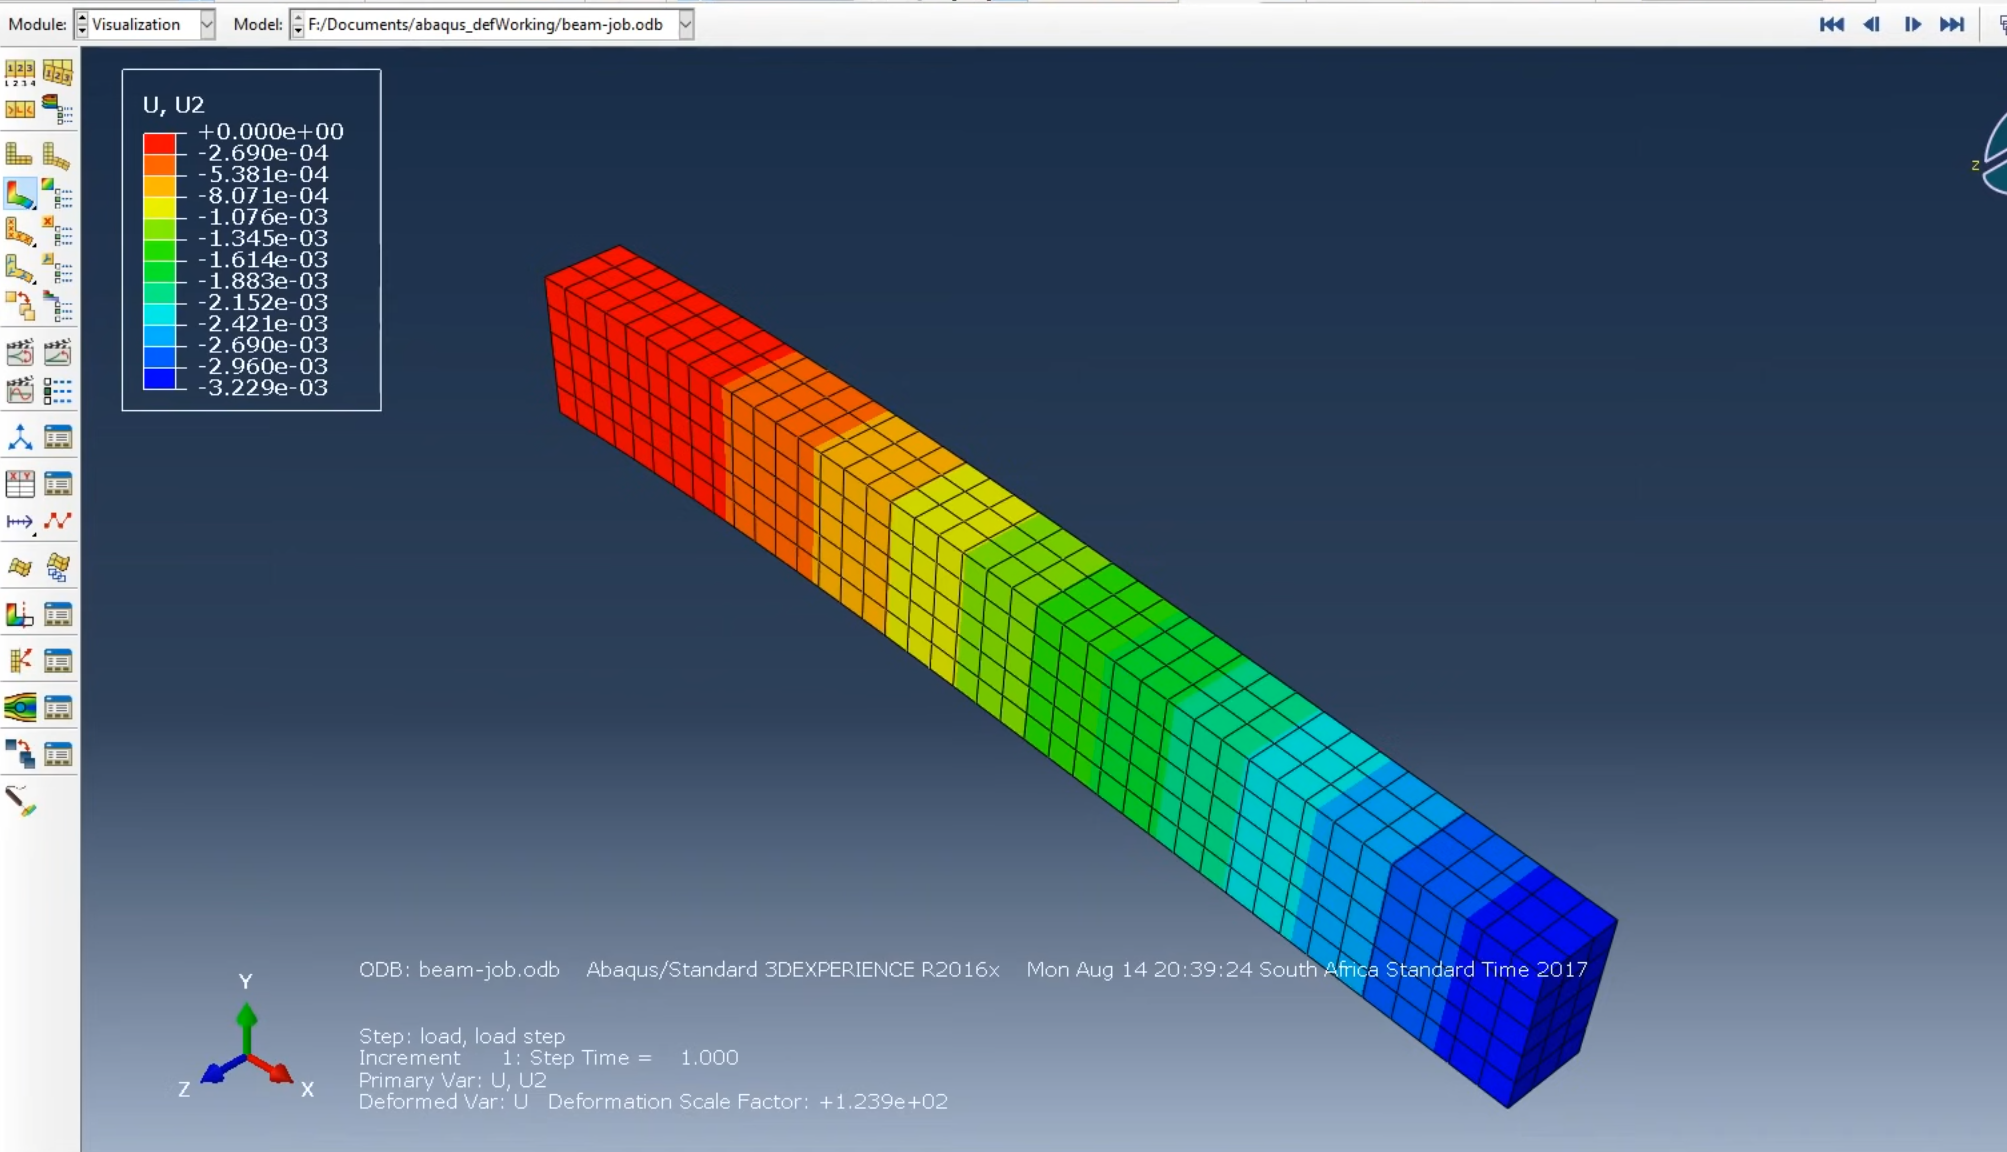 Module: Visualization Model: F:/Documents/abaqus_defWorking/beam-job.odb
U, U2
+0.000e+00
-2.690e-04
-5.381e-04
-8.071e-04
-1.076e-03
-1.345e-03
-1.614e-03
-1.883e-03
-2.152e-03
-2.421e-03
-2.690e-03
-2.960e-03
-3.229e-03
Z
ODB: beam-job.odb Abaqus/Standard 3DEXPERIENCE R2016x Mon Aug 14 20:39:24 South Africa Standard Time 2017
Y
Z
X
Step: load, load step
Increment 1: Step Time = 1.000
Primary Var: U, U2
Deformed Var: U Deformation Scale Factor: +1.239e+02